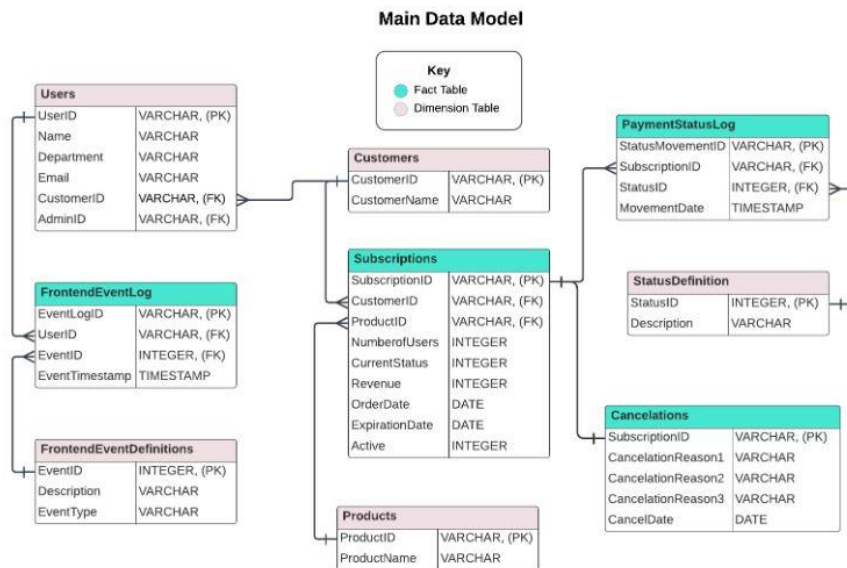 Main Data Model
Key
Fact Table
Dimension Table
Users
UserID VARCHAR, (PK)
Name VARCHAR
Department VARCHAR
Email VARCHAR
CustomerID VARCHAR, (FK)
AdminID VARCHAR, (FK)
FrontendEventLog
EventLogID VARCHAR, (PK)
UserID VARCHAR, (FK)
EventID INTEGER, (FK)
EventTimestamp TIMESTAMP
FrontendEventDefinitions
EventID INTEGER, (PK)
Description VARCHAR
EventType VARCHAR
Customers
CustomerID VARCHAR, (PK)
CustomerName VARCHAR
Subscriptions
SubscriptionID VARCHAR, (PK)
CustomerID VARCHAR, (FK)
ProductID VARCHAR, (FK)
NumberofUsers INTEGER
CurrentStatus INTEGER
Revenue INTEGER
OrderDate DATE
ExpirationDate DATE
Active INTEGER
Products
ProductID VARCHAR, (PK)
ProductName VARCHAR
PaymentStatusLog
StatusMovementID VARCHAR, (PK)
SubscriptionID VARCHAR, (FK)
StatusID INTEGER, (FK)
MovementDate TIMESTAMP
StatusDefinition
StatusID INTEGER, (PK)
Description VARCHAR
Cancelations
SubscriptionID VARCHAR, (PK)
CancelationReason1 VARCHAR
CancelationReason2 VARCHAR
CancelationReason3 VARCHAR
CancelDate DATE